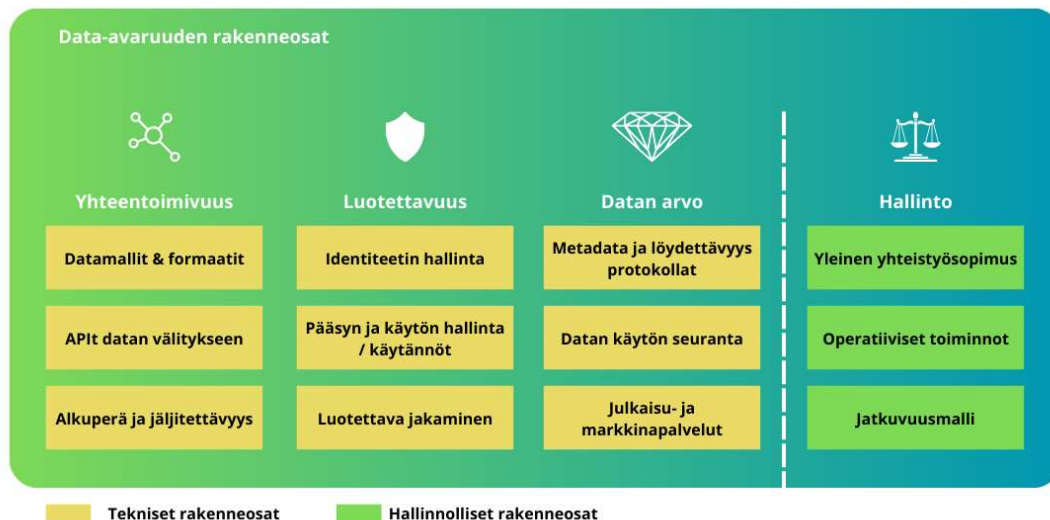 Data-avaruuden rakenneosat
Yhteentoimivuus
Datamallit & formaatit
APIt datan välitykseen
Alkuperä ja jäljitettävyys
Luotettavuus
Identiteetin hallinta
Pääsyn ja käytön hallinta
/ käytännöt
Luotettava jakaminen
Datan arvo
Metadata ja löydettävyys
protokollat
Datan käytön seuranta
Julkaisu- ja
markkinapalvelut
Hallinto
Yleinen yhteistyösopimus
Operatiiviset toiminnot
Jatkuvuusmalli
Tekniset rakenneosat
Hallinnolliset rakenneosat